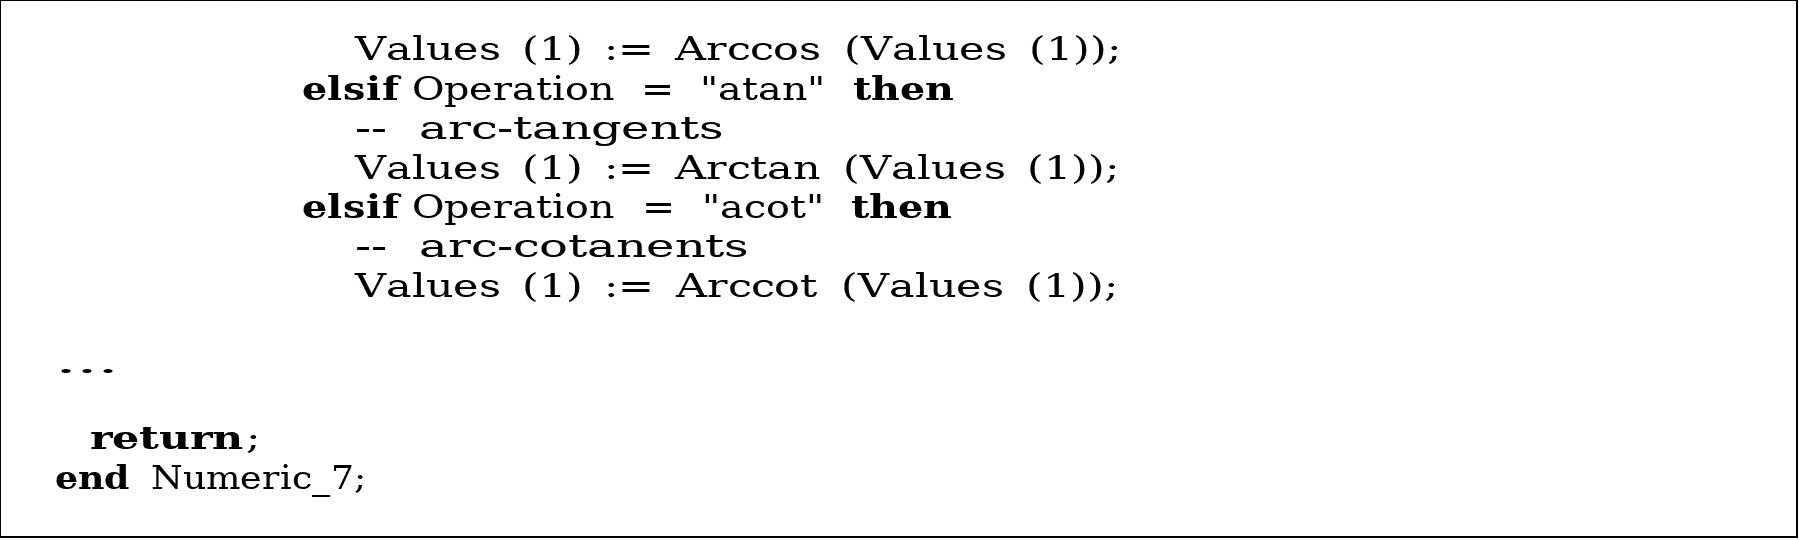 Values (1) := Arccos (Values (1));
elsif Operation = "atan" then
-- arc-tangents
Values (1) := Arctan (Values (1));
elsif Operation = "acot" then
-- arc-cotanents
Values (1) := Arccot (Values (1));
...
return;
end Numeric_7;